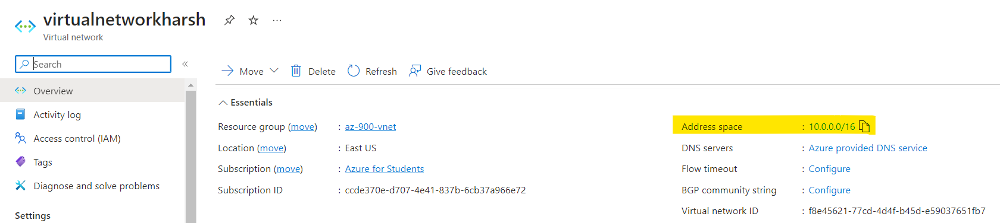 virtualnetworkharsh
Virtual network
Search
«
Move
Delete
Refresh
Give feedback
Overview
Activity log
Access control (IAM)
Tags
Diagnose and solve problems
Settings
Essentials
Resource group (move) : az-900-vnet
Location (move) : East US
Subscription (move) : Azure for Students
Subscription ID : ccde370e-d707-4e41-837b-6cb37a966e72
Address space : 10.0.0.0/16
DNS servers : Azure provided DNS service
Flow timeout : Configure
BGP community string : Configure
Virtual network ID : f8e45621-77cd-4d4f-b45d-e59037651fb7